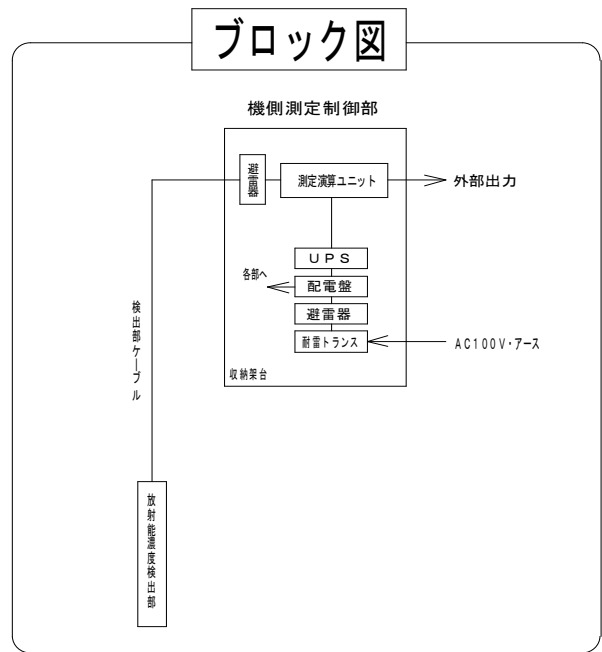 ブロック図
機側測定制御部
避雷器
測定演算ユニット
外部出力
UPS
各部へ
配電盤
避雷器
耐雷トランス
AC100V・アース
収納架台
検出部ケーブル
放射能濃度検出部